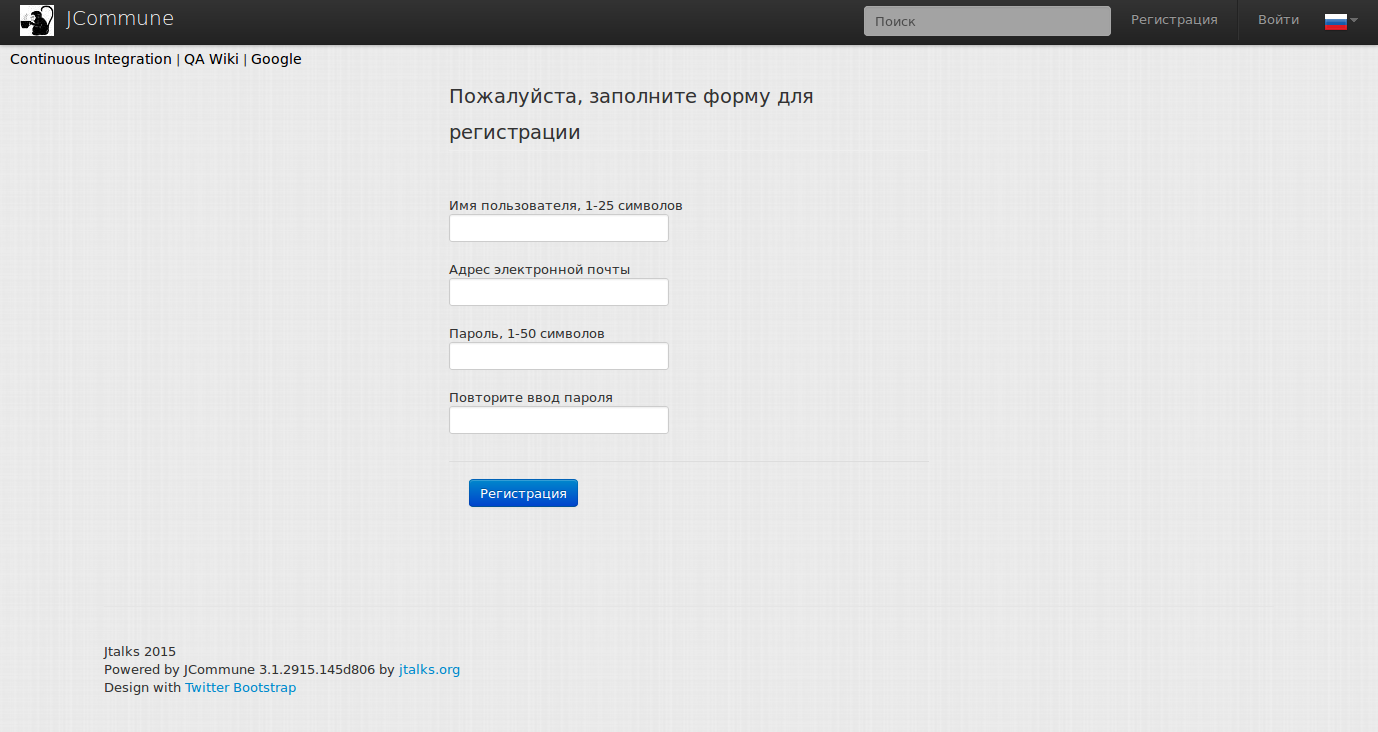 JCommune
Поиск
Регистрация
Войти
Continuous Integration | QA Wiki | Google
Пожалуйста, заполните форму для
регистрации
Имя пользователя, 1-25 символов
Адрес электронной почты
Пароль, 1-50 символов
Повторите ввод пароля
Регистрация
Jtalks 2015
Powered by JCommune 3.1.2915.145d806 by jtalks.org
Design with Twitter Bootstrap